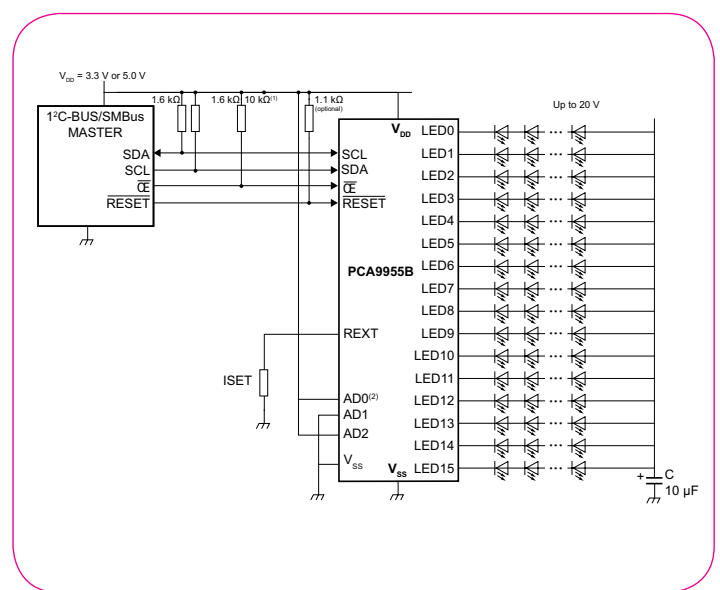 V_DD = 3.3 V or 5.0 V
1.6 kΩ 1.6 kΩ 10 kΩ(1) 1.1 kΩ
(optional)
Up to 20 V
1²C-BUS/SMBus
MASTER
SDA
SCL
Œ
RESET
V_DD
SCL
SDA
Œ
RESET
PCA9955B
REXT
ISET
AD0(2)
AD1
AD2
V_SS
V_SS
LED0
LED1
LED2
LED3
LED4
LED5
LED6
LED7
LED8
LED9
LED10
LED11
LED12
LED13
LED14
LED15
+
C
10 µF